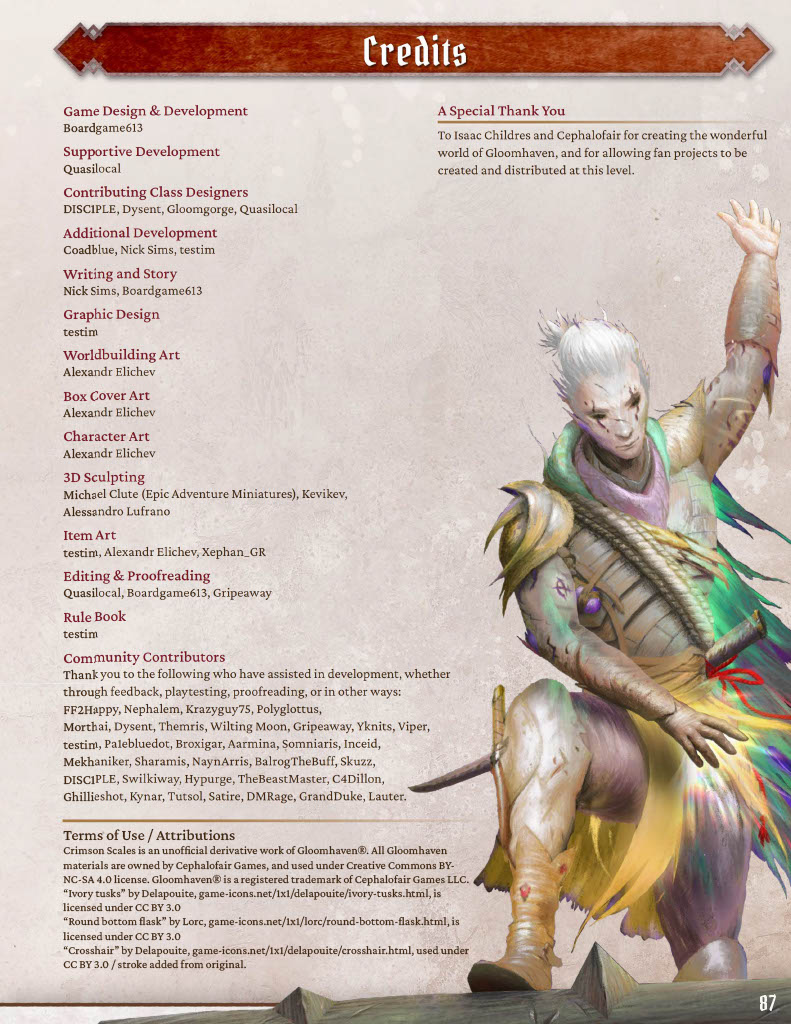 Credits
Game Design & Development
Boardgame613
Supportive Development
Quasilocal
Contributing Class Designers
DISC1PLE, Dysent, Gloomgorge, Quasilocal
Additional Development
Coadblue, Nick Sims, testim
Writing and Story
Nick Sims, Boardgame613
Graphic Design
testim
Worldbuilding Art
Alexandr Elichev
Box Cover Art
Alexandr Elichev
Character Art
Alexandr Elichev
3D Sculpting
Michael Clute (Epic Adventure Miniatures), Kevikev,
Alessandro Lufrano
Item Art
testim, Alexandr Elichev, Xephan_GR
Editing & Proofreading
Quasilocal, Boardgame613, Gripeaway
Rule Book
testim
Community Contributors
Thank you to the following who have assisted in development, whether
through feedback, playtesting, proofreading, or in other ways:
FF2Happy, Nephalem, Krazyguy75, Polyglottus,
Morthai, Dysent, Themris, Wilting Moon, Gripeaway, Yknits, Viper,
testim, Pa1ebluedot, Broxigar, Aarmina, Somniaris, Inceid,
Mekhaniker, Sharamis, NaynArris, BalrogTheBuff, Skuzz,
DISC1PLE, Swilkiway, Hypurge, TheBeastMaster, C4Dillon,
Ghillieshot, Kynar, Tutsol, Satire, DMRage, GrandDuke, Lauter.
Terms of Use / Attributions
Crimson Scales is an unofficial derivative work of Gloomhaven®. All Gloomhaven
materials are owned by Cephalofair Games, and used under Creative Commons BY-
NC-SA 4.0 license. Gloomhaven® is a registered trademark of Cephalofair Games LLC.
“Ivory tusks” by Delapouite, game-icons.net/1x1/delapouite/ivory-tusks.html, is
licensed under CC BY 3.0
“Round bottom flask” by Lorc, game-icons.net/1x1/lorc/round-bottom-flask.html, is
licensed under CC BY 3.0
“Crosshair” by Delapouite, game-icons.net/1x1/delapouite/crosshair.html, used under
CC BY 3.0 / stroke added from original.
A Special Thank You
To Isaac Childres and Cephalofair for creating the wonderful
world of Gloomhaven, and for allowing fan projects to be
created and distributed at this level.
87